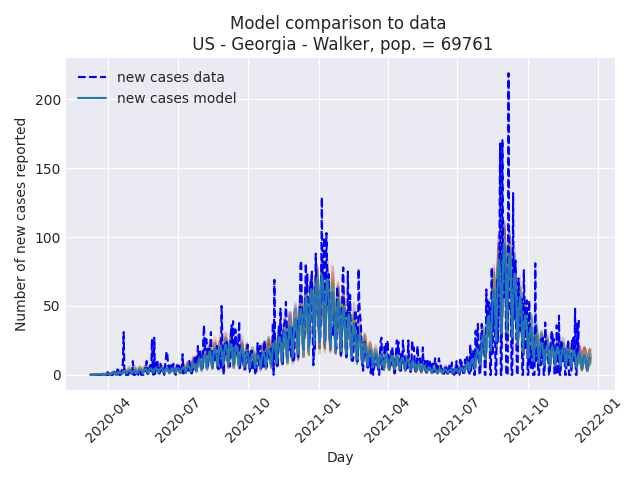 Model comparison to data
US - Georgia - Walker, pop. = 69761
new cases data
new cases model
Number of new cases reported
200
150
100
50
0
2020-04
2020-07
2020-10
2021-01
2021-04
2021-07
2021-10
2022-01
Day